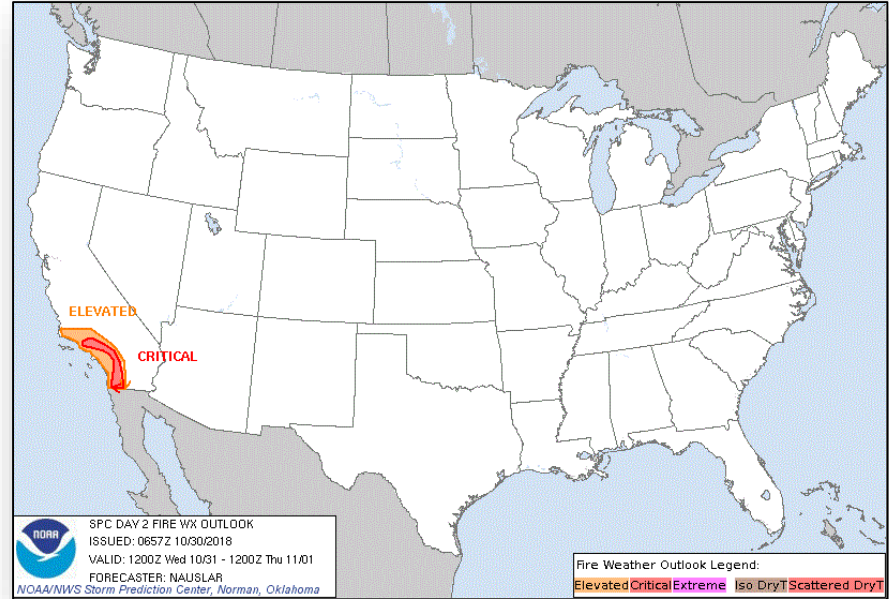 ELEVATED
CRITICAL
NOAA
SPC DAY 2 FIRE WX OUTLOOK
ISSUED: 0657Z 10/30/2018
VALID: 1200Z Wed 10/31 - 1200Z Thu 11/01
FORECASTER: NAUSLAR
NOAA/NWS Storm Prediction Center, Norman, Oklahoma
Fire Weather Outlook Legend:
Elevated Critical Extreme Iso DryT Scattered DryT